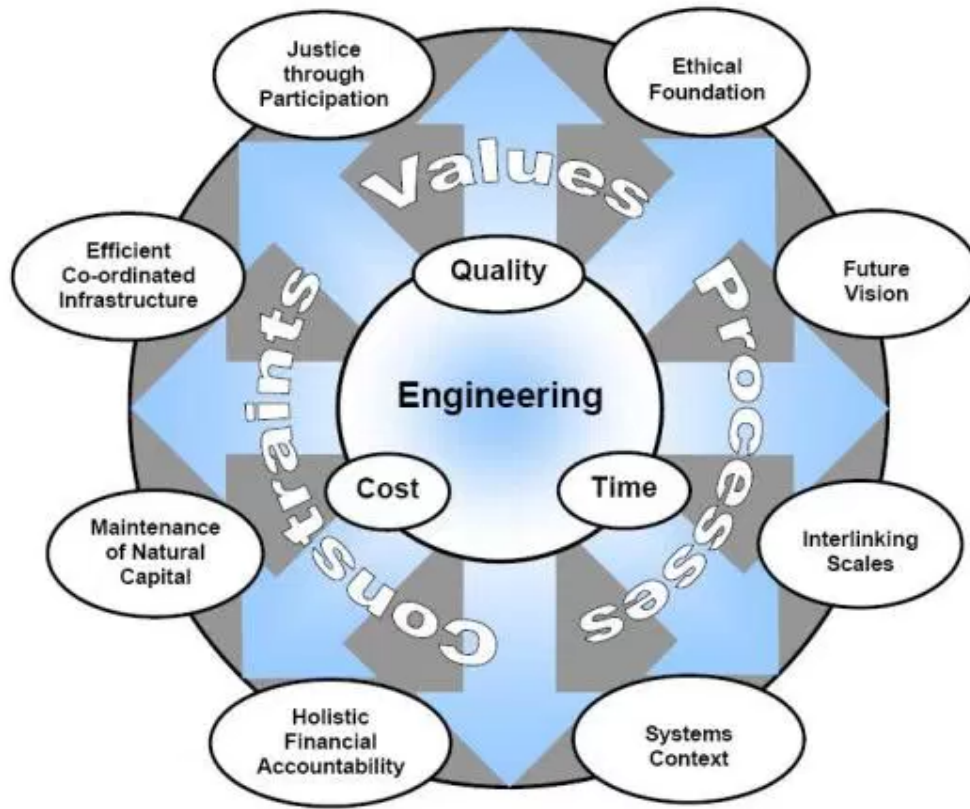 Justice
through
Participation
Ethical
Foundation
Values
Efficient
Co-ordinated
Infrastructure
Quality
Future
Vision
Constraints
Processes
Engineering
Cost
Time
Maintenance
of Natural
Capital
Interlinking
Scales
Holistic
Financial
Accountability
Systems
Context